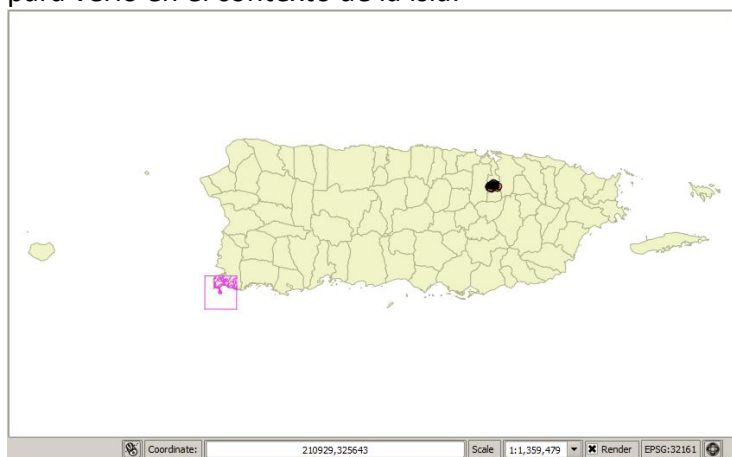 para verlo en el contexto de la isla.
Coordinate: 210929,325643 Scale 1:1,359,479 Render EPSG:32161